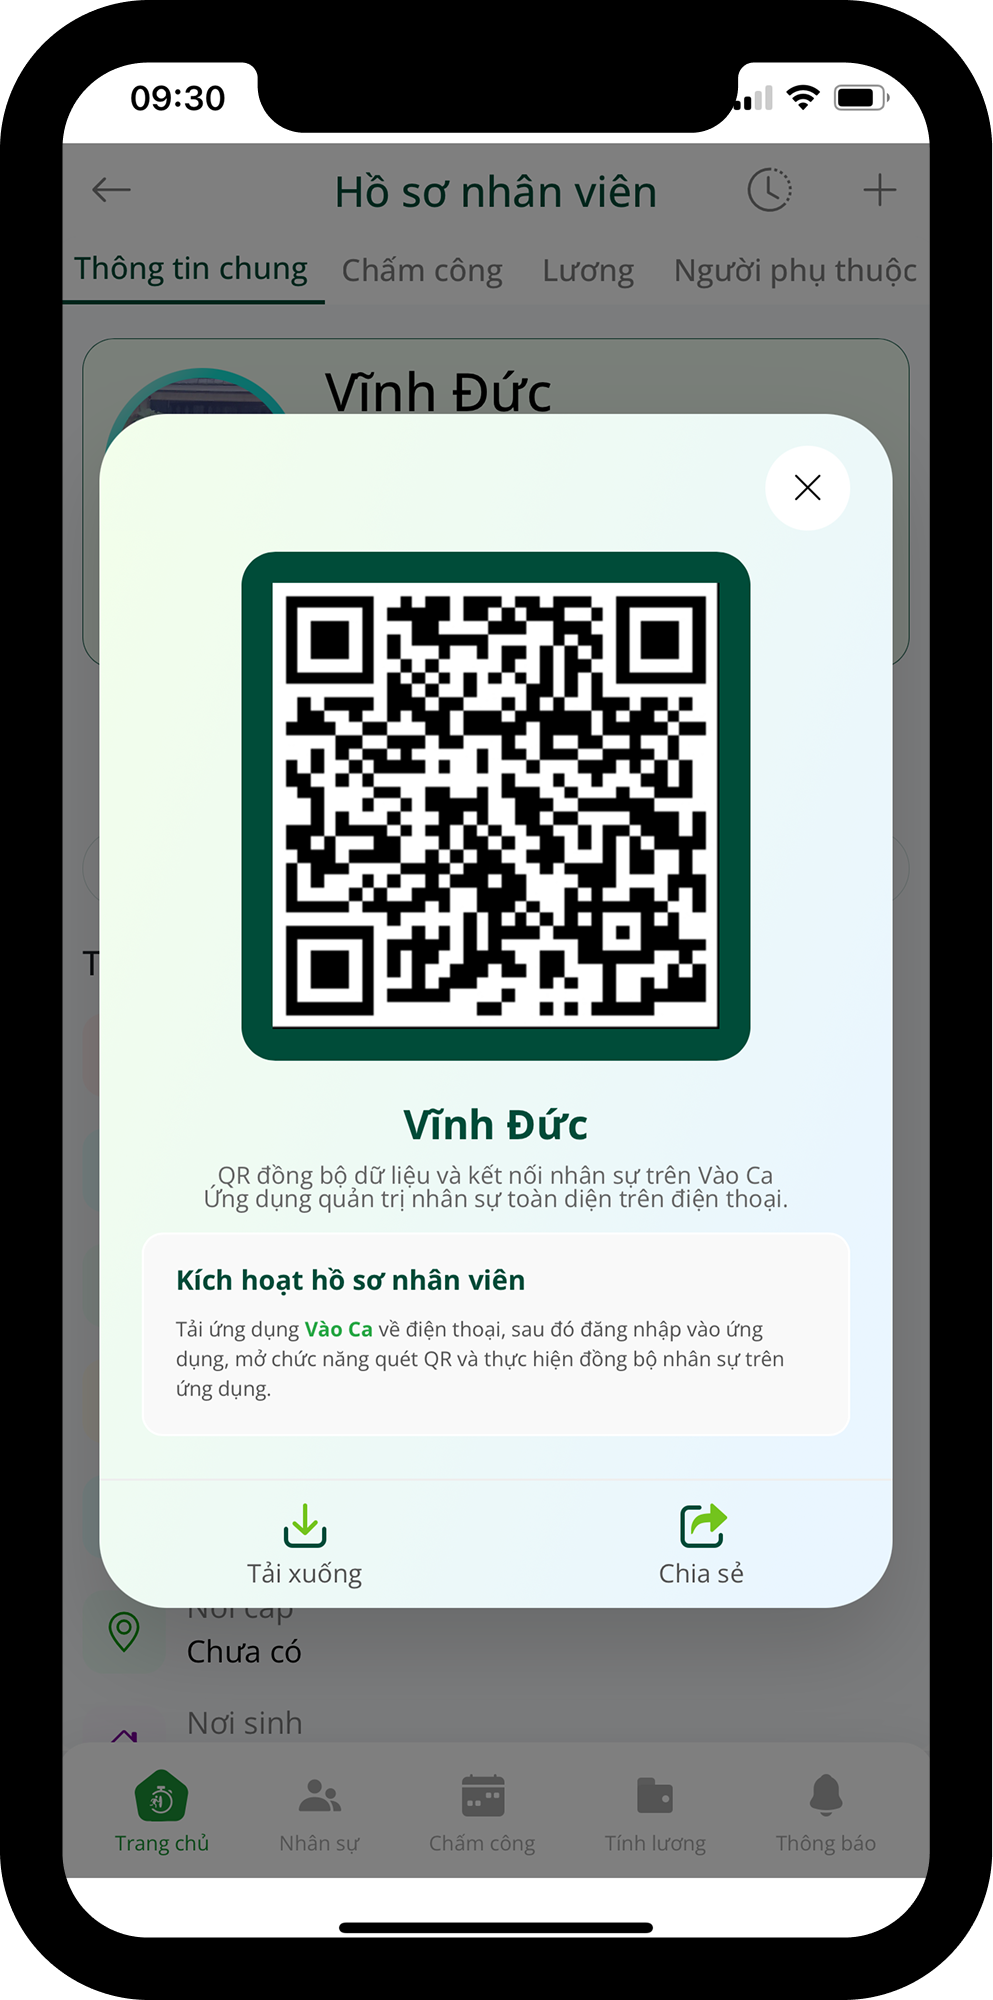 09:30
Hồ sơ nhân viên
Thông tin chung Chấm công Lương Người phụ thuộc
Vĩnh Đức
Vĩnh Đức
QR đồng bộ dữ liệu và kết nối nhân sự trên Vào Ca
Ứng dụng quản trị nhân sự toàn diện trên điện thoại.
Kích hoạt hồ sơ nhân viên
Tải ứng dụng Vào Ca về điện thoại, sau đó đăng nhập vào ứng
dụng, mở chức năng quét QR và thực hiện đồng bộ nhân sự trên
ứng dụng.
Tải xuống Chia sẻ
Nơi cấp
Chưa có
Nơi sinh
Trang chủ Nhân sự Chấm công Tính lương Thông báo